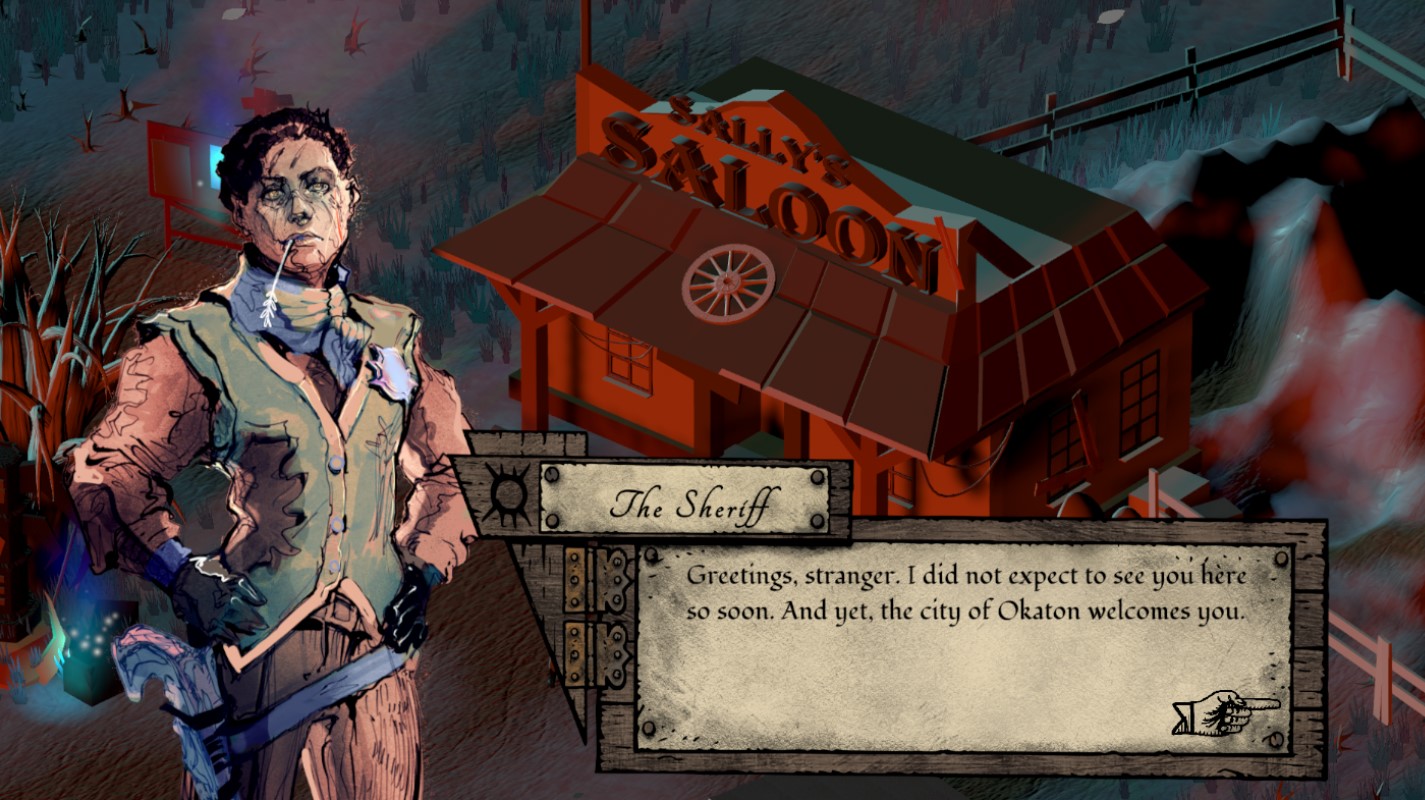 SALLY'S
SALOON
The Sheriff
Greetings, stranger. I did not expect to see you here
so soon. And yet, the city of Okaton welcomes you.